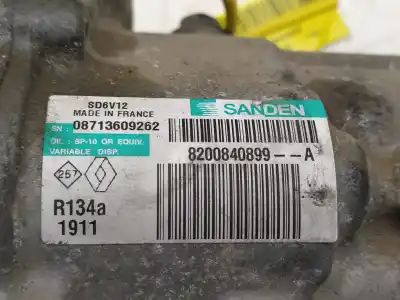 SD6V12
MADE IN FRANCE
SANDEN
SN : 08713609262
OIL : SP-10 OR EQUIV.
VARIABLE DISP.
8200840899--A
257
R134a
1911